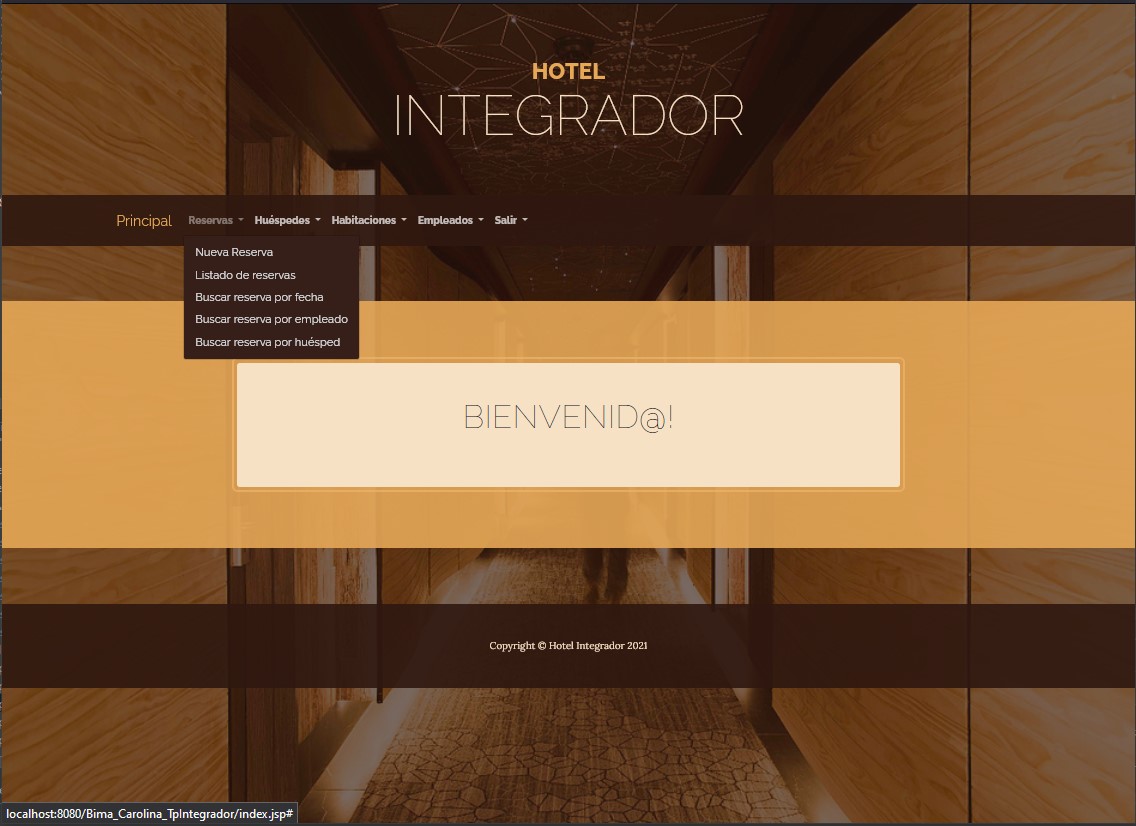 HOTEL
INTEGRADOR
Principal Reservas Huéspedes Habitaciones Empleados Salir
Nueva Reserva
Listado de reservas
Buscar reserva por fecha
Buscar reserva por empleado
Buscar reserva por huésped
BIENVENID@!
Copyright © Hotel Integrador 2021
localhost:8080/Bima_Carolina_TpIntegrador/index.jsp#